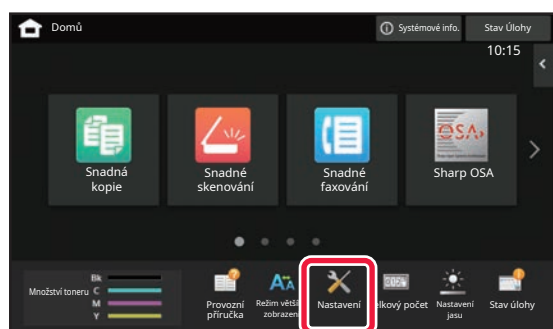 Domů
Systémové info.
Stav Úlohy
10:15
Snadná
kopie
Snadné
skenování
Snadné
faxování
Sharp OSA
OSA
Množství toneru
Bk
C
M
Y
Provozní
příručka
Režim větší
zobrazen
Nastavení
elkový počet
Nastavení
jasu
Stav úlohy